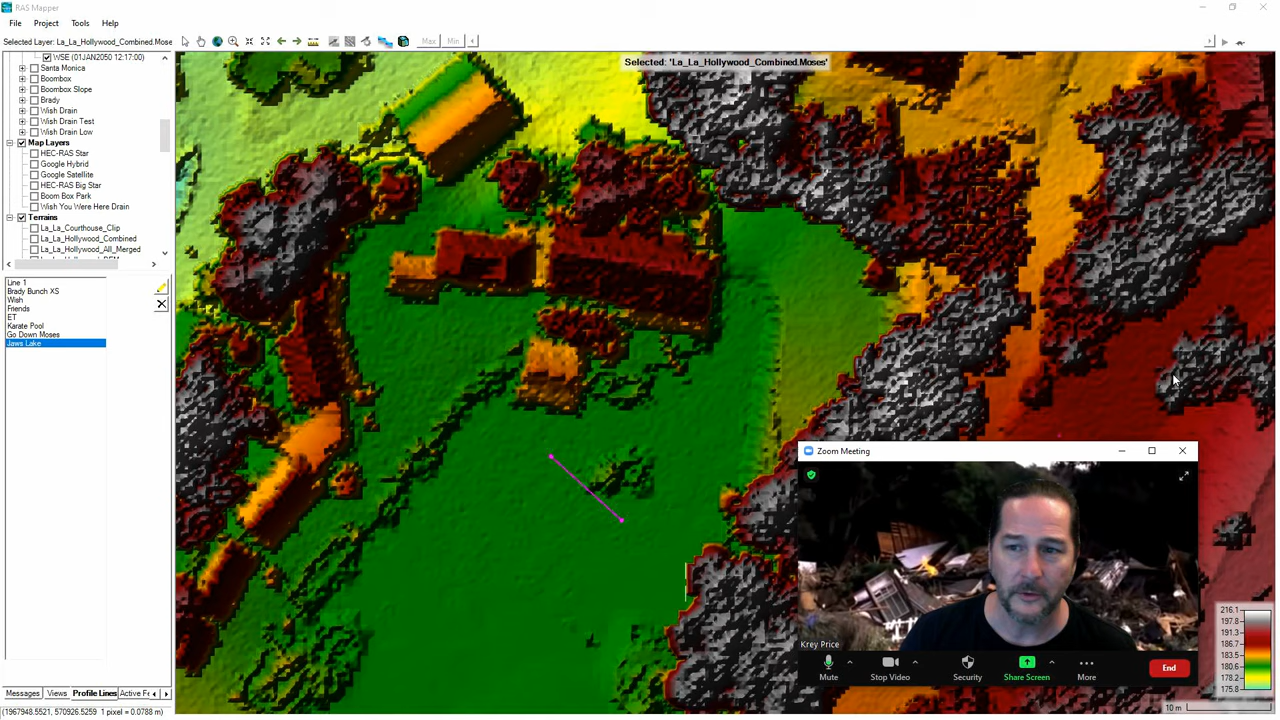 RAS Mapper
File Project Tools Help
Selected Layer: La_La_Hollywood_Combined.Mose
Max Min
Selected: 'La_La_Hollywood_Combined.Moses'
WSE (01JAN2050 12:17:00)
Santa Monica
Boombox
Boombox Slope
Brady
Wish Drain
Wish Drain Test
Wish Drain Low
Map Layers
HEC-RAS Star
Google Hybrid
Google Satellite
HEC-RAS Big Star
Boom Box Park
Wish You Were Here Drain
Terrains
La_La_Courthouse_Clip
La_La_Hollywood_Combined
La_La_Hollywood_All_Merged
Line 1
Brady Bunch XS
Wish
Friends
ET
Karate Pool
Go Down Moses
Jaws Lake
Zoom Meeting
Krey Price
Mute Stop Video Security Share Screen More End
216.1
197.8
191.3
186.7
183.5
180.6
178.2
175.8
10 m
Messages Views Profile Lines Active Fe
(1967948.5521, 570926.5259 1 pixel = 0.0788 m)